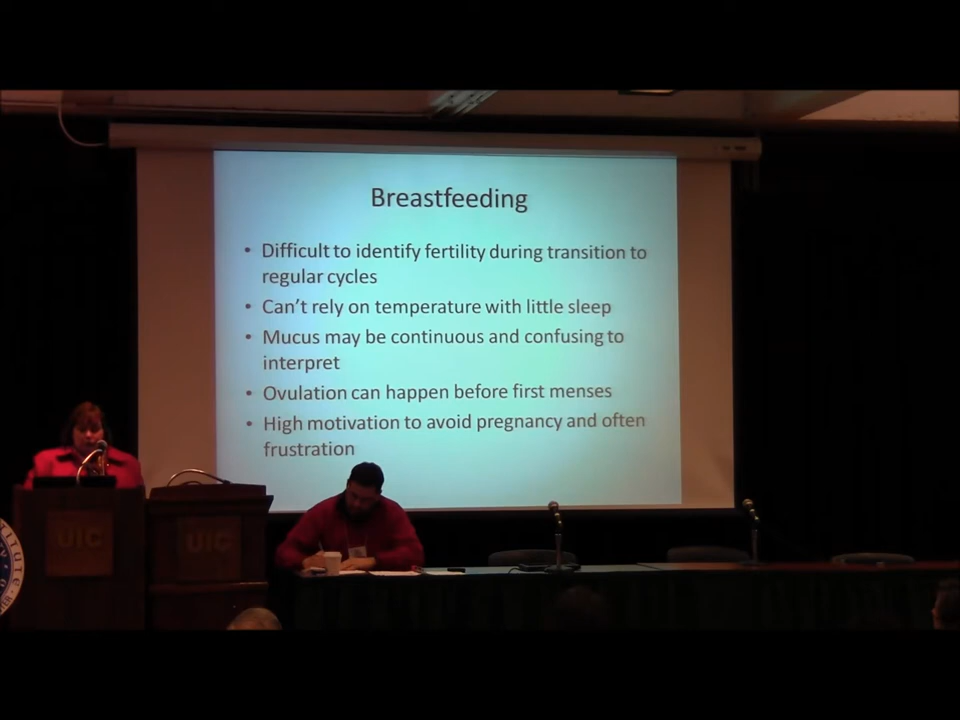 Breastfeeding
• Difficult to identify fertility during transition to
regular cycles
• Can't rely on temperature with little sleep
• Mucus may be continuous and confusing to
interpret
• Ovulation can happen before first menses
• High motivation to avoid pregnancy and often
frustration
UIC
UIC